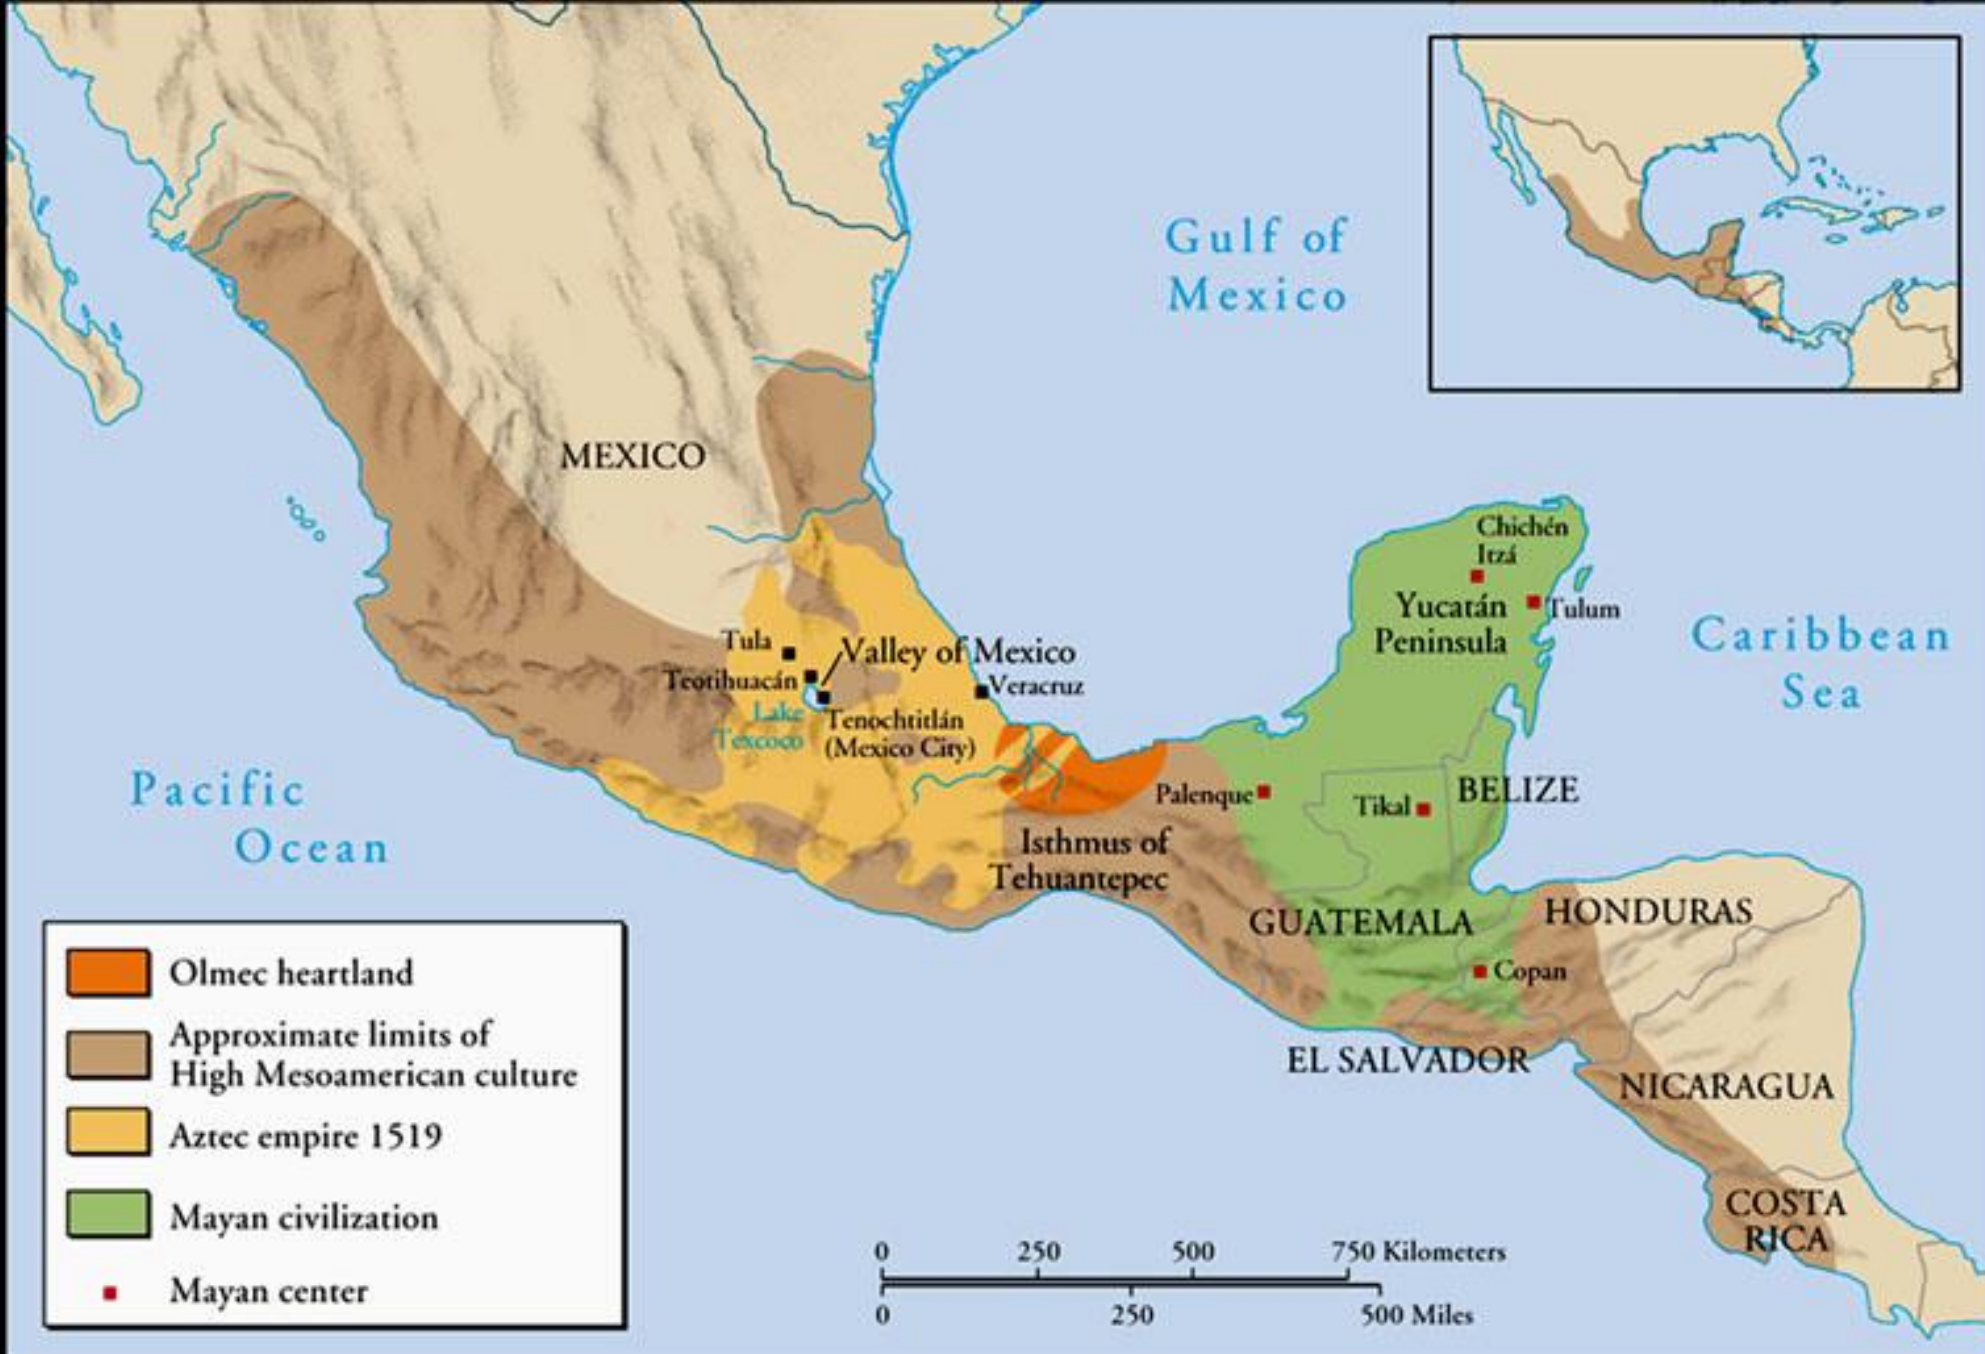 Gulf of
Mexico
MEXICO
Chichén
Itzá
Yucatán
Peninsula
Tulum
Caribbean
Sea
Tula
Valley of Mexico
Teotihuacán
Veracruz
Lake
Texcoco
Tenochtitlán
(Mexico City)
Pacific
Ocean
Palenque
Tikal
BELIZE
Isthmus of
Tehuantepec
GUATEMALA
HONDURAS
Copan
EL SALVADOR
NICARAGUA
COSTA
RICA
Olmec heartland
Approximate limits of
High Mesoamerican culture
Aztec empire 1519
Mayan civilization
Mayan center
0 250 500 750 Kilometers
0 250 500 Miles